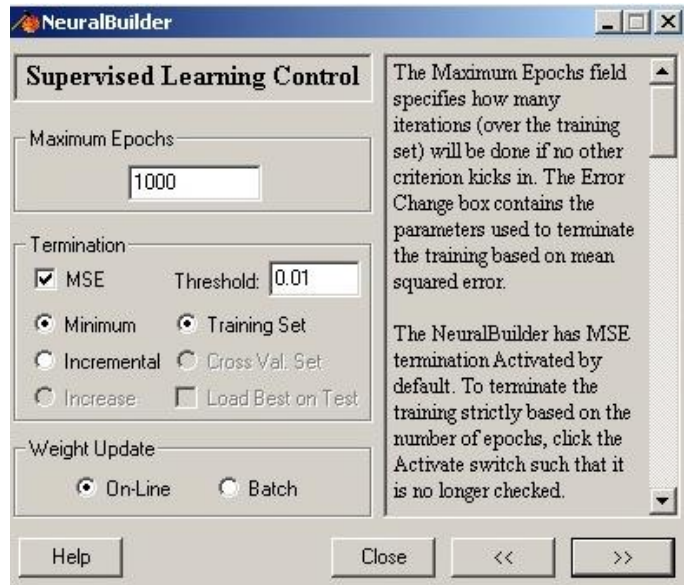 NeuralBuilder
Supervised Learning Control
Maximum Epochs
1000
Termination
MSE
Threshold: 0.01
Minimum
Training Set
Incremental
Cross Val. Set
Increase
Load Best on Test
Weight Update
On-Line
Batch
The Maximum Epochs field
specifies how many
iterations (over the training
set) will be done if no other
criterion kicks in. The Error
Change box contains the
parameters used to terminate
the training based on mean
squared error.
The NeuralBuilder has MSE
termination Activated by
default. To terminate the
training strictly based on the
number of epochs, click the
Activate switch such that it
is no longer checked.
Help
Close
<<
>>